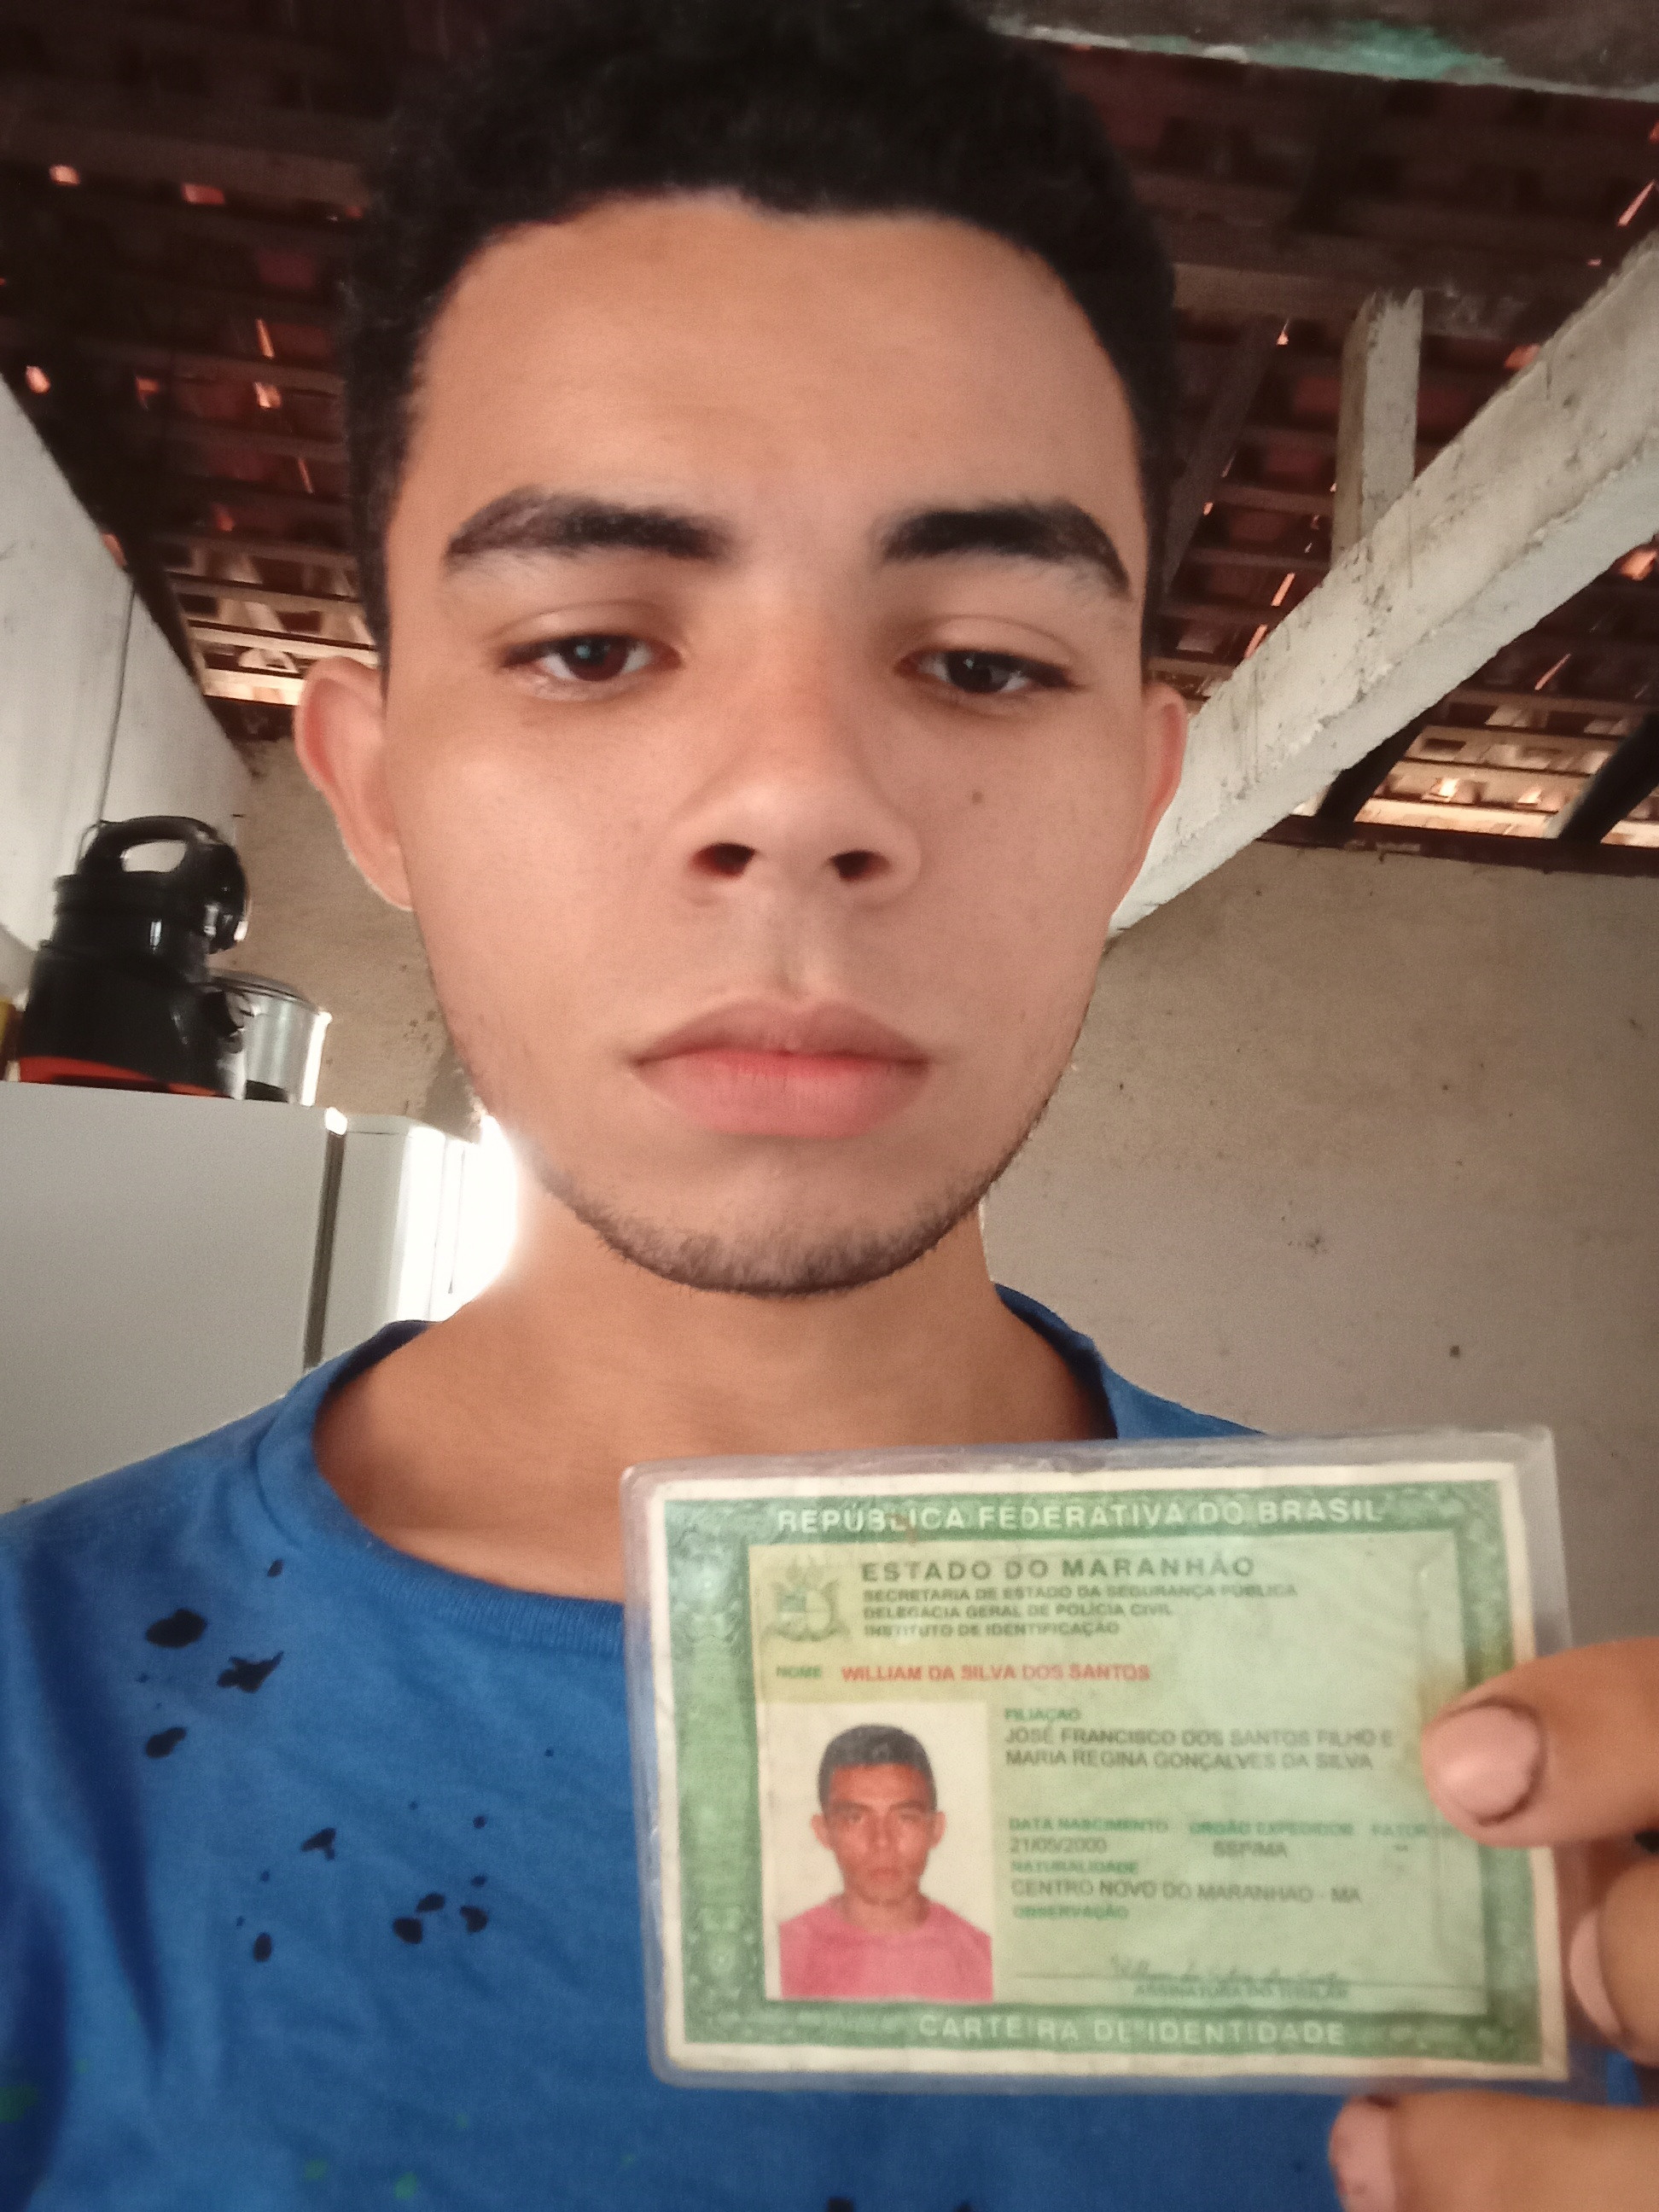 REPÚBLICA FEDERATIVA DO BRASIL
ESTADO DO MARANHÃO
SECRETARIA DE ESTADO DA SEGURANÇA PÚBLICA
DELEGACIA GERAL DE POLÍCIA CIVIL
INSTITUTO DE IDENTIFICAÇÃO
NOME WILLIAM DA SILVA DOS SANTOS
FILIAÇÃO
JOSÉ FRANCISCO DOS SANTOS FILHO E
MARIA REGINA GONÇALVES DA SILVA
DATA NASCIMENTO ÓRGÃO EXPEDIDOR FATOR
21/05/2000 SSP/MA --
NATURALIDADE
CENTRO NOVO DO MARANHAO - MA
OBSERVAÇÃO
ASSINATURA DO TITULAR
CARTEIRA DE IDENTIDADE